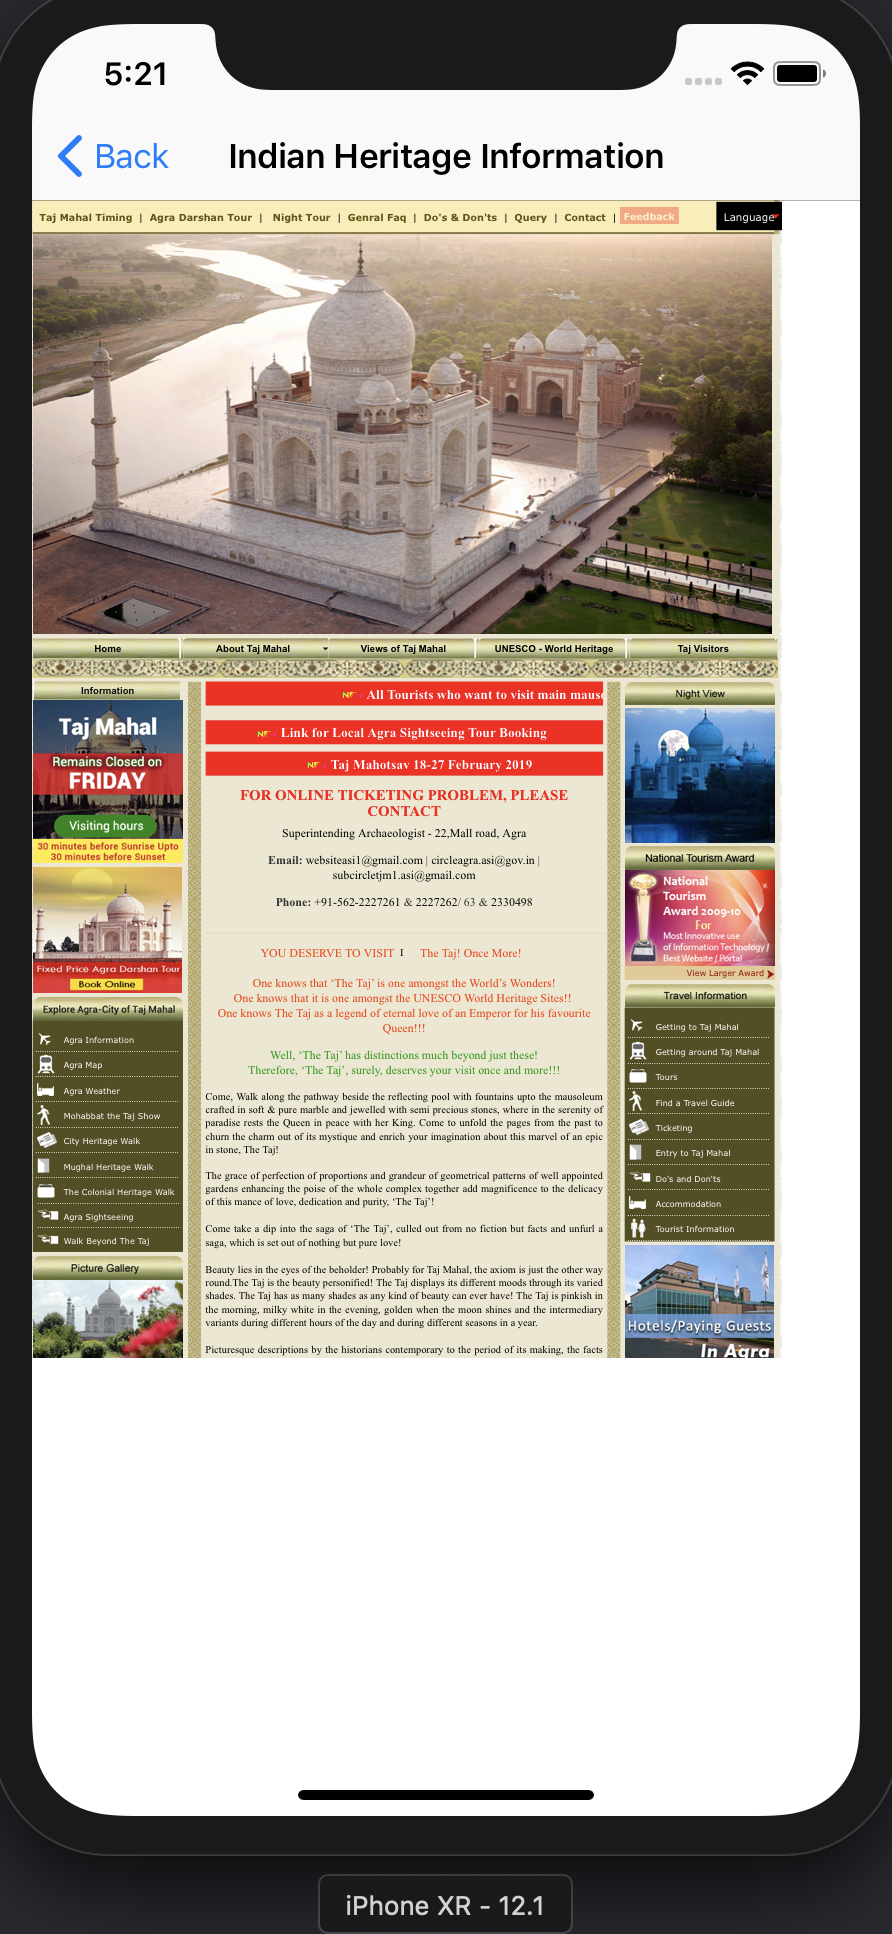 5:21
Back
Indian Heritage Information
Taj Mahal Timing | Agra Darshan Tour | Night Tour | Genral Faq | Do's & Don'ts | Query | Contact | Feedback
Language
Home
About Taj Mahal
Views of Taj Mahal
UNESCO - World Heritage
Taj Visitors
Information
Taj Mahal
Remains Closed on
FRIDAY
Visiting hours
30 minutes before Sunrise Upto
30 minutes before Sunset
Fixed Price Agra Darshan Tour
Book Online
Explore Agra-City of Taj Mahal
Agra Information
Agra Map
Agra Weather
Mohabbat the Taj Show
City Heritage Walk
Mughal Heritage Walk
The Colonial Heritage Walk
Agra Sightseeing
Walk Beyond The Taj
Picture Gallery
All Tourists who want to visit main mauso
Link for Local Agra Sightseeing Tour Booking
Taj Mahotsav 18-27 February 2019
FOR ONLINE TICKETING PROBLEM, PLEASE
CONTACT
Superintending Archaeologist - 22,Mall road, Agra
Email: websiteasi1@gmail.com | circleagra.asi@gov.in |
subcircletjm1.asi@gmail.com
Phone: +91-562-2227261 & 2227262/ 63 & 2330498
YOU DESERVE TO VISIT I The Taj! Once More!
One knows that ‘The Taj’ is one amongst the World’s Wonders!
One knows that it is one amongst the UNESCO World Heritage Sites!!
One knows The Taj as a legend of eternal love of an Emperor for his favourite
Queen!!!
Well, ‘The Taj’ has distinctions much beyond just these!
Therefore, ‘The Taj’, surely, deserves your visit once and more!!!
Come, Walk along the pathway beside the reflecting pool with fountains upto the mausoleum
crafted in soft & pure marble and jewelled with semi precious stones, where in the serenity of
paradise rests the Queen in peace with her King. Come to unfold the pages from the past to
churn the charm out of its mystique and enrich your imagination about this marvel of an epic
in stone, The Taj!
The grace of perfection of proportions and grandeur of geometrical patterns of well appointed
gardens enhancing the poise of the whole complex together add magnificence to the delicacy
of this mance of love, dedication and purity, ‘The Taj’!
Come take a dip into the saga of ‘The Taj’, culled out from no fiction but facts and unfurl a
saga, which is set out of nothing but pure love!
Beauty lies in the eyes of the beholder! Probably for Taj Mahal, the axiom is just the other way
round.The Taj is the beauty personified! The Taj displays its different moods through its varied
shades. The Taj has as many shades as any kind of beauty can ever have! The Taj is pinkish in
the morning, milky white in the evening, golden when the moon shines and the intermediary
variants during different hours of the day and during different seasons in a year.
Picturesque descriptions by the historians contemporary to the period of its making, the facts
Night View
National Tourism Award
National
Tourism
Award 2009-10
For
Most Innovative use
of Information Technology /
Best Website / Portal
View Larger Award
Travel Information
Getting to Taj Mahal
Getting around Taj Mahal
Tours
Find a Travel Guide
Ticketing
Entry to Taj Mahal
Do's and Don'ts
Accommodation
Tourist Information
Hotels/Paying Guests
In Agra
iPhone XR - 12.1